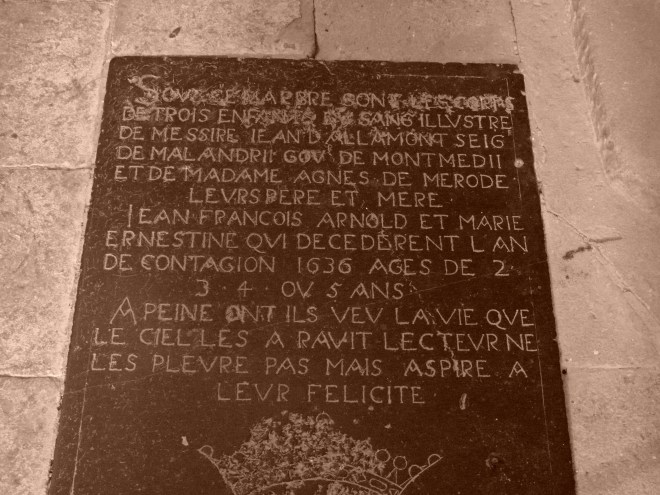 SOVS CE MARBRE SONT LES CORPS
DE TROIS ENFANTS DV SANG ILLVSTRE
DE MESSIRE IEAN D'ALLAMONT SEIG
DE MALANDRII GOV DE MONTMEDII
ET DE MADAME AGNES DE MERODE
LEVRS PERE ET MERE
IEAN FRANCOIS ARNOLD ET MARIE
ERNESTINE QVI DECEDERENT L'AN
DE CONTAGION 1636 AGES DE 2
3 4 OV 5 ANS
A PEINE ONT ILS VEV LA VIE QVE
LE CIEL LES A RAVIT LECTEVR NE
LES PLEVRE PAS MAIS ASPIRE A
LEVR FELICITE